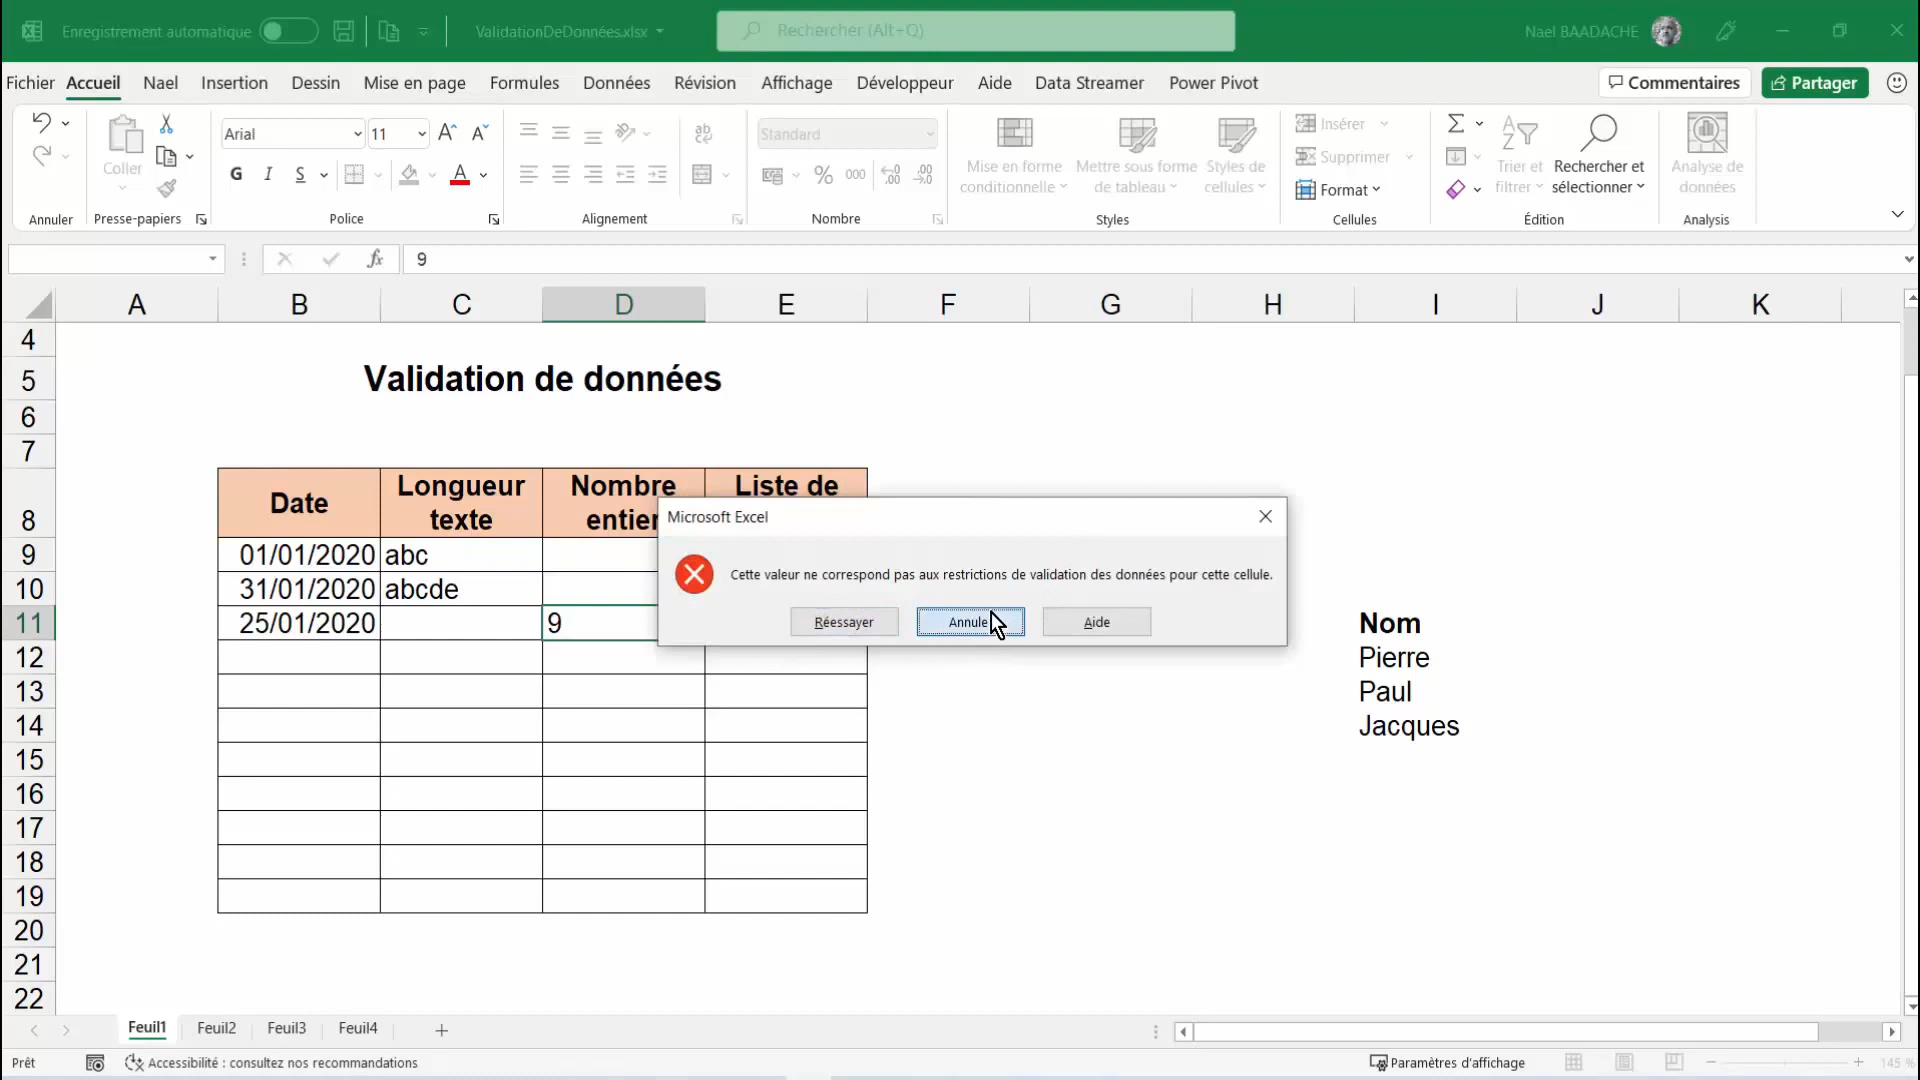 Enregistrement automatique
ValidationDeDonnées.xlsx
Rechercher (Alt+Q)
Nael BAADACHE
Fichier Accueil Nael Insertion Dessin Mise en page Formules Données Révision Affichage Développeur Aide Data Streamer Power Pivot
Commentaires
Partager
Coller
Arial 11
G I S
A
Standard
% 000
Mise en forme
conditionnelle
Mettre sous forme
de tableau
Styles de
cellules
Insérer
Supprimer
Format
Trier et
filtrer
Rechercher et
sélectionner
Analyse de
données
Annuler Presse-papiers Police Alignement Nombre Styles Cellules Édition Analysis
fx 9
A B C D E F G H I J K
4
5 Validation de données
6
7
8 Date
Longueur
texte
Nombre
entier
Liste de
9 01/01/2020 abc
10 31/01/2020 abcde
11 25/01/2020 9 Nom
12 Pierre
13 Paul
14 Jacques
15
16
17
18
19
20
21
22
Microsoft Excel
Cette valeur ne correspond pas aux restrictions de validation des données pour cette cellule.
Réessayer Annule Aide
Feuil1 Feuil2 Feuil3 Feuil4
Prêt
Accessibilité : consultez nos recommandations
Paramètres d'affichage
145 %